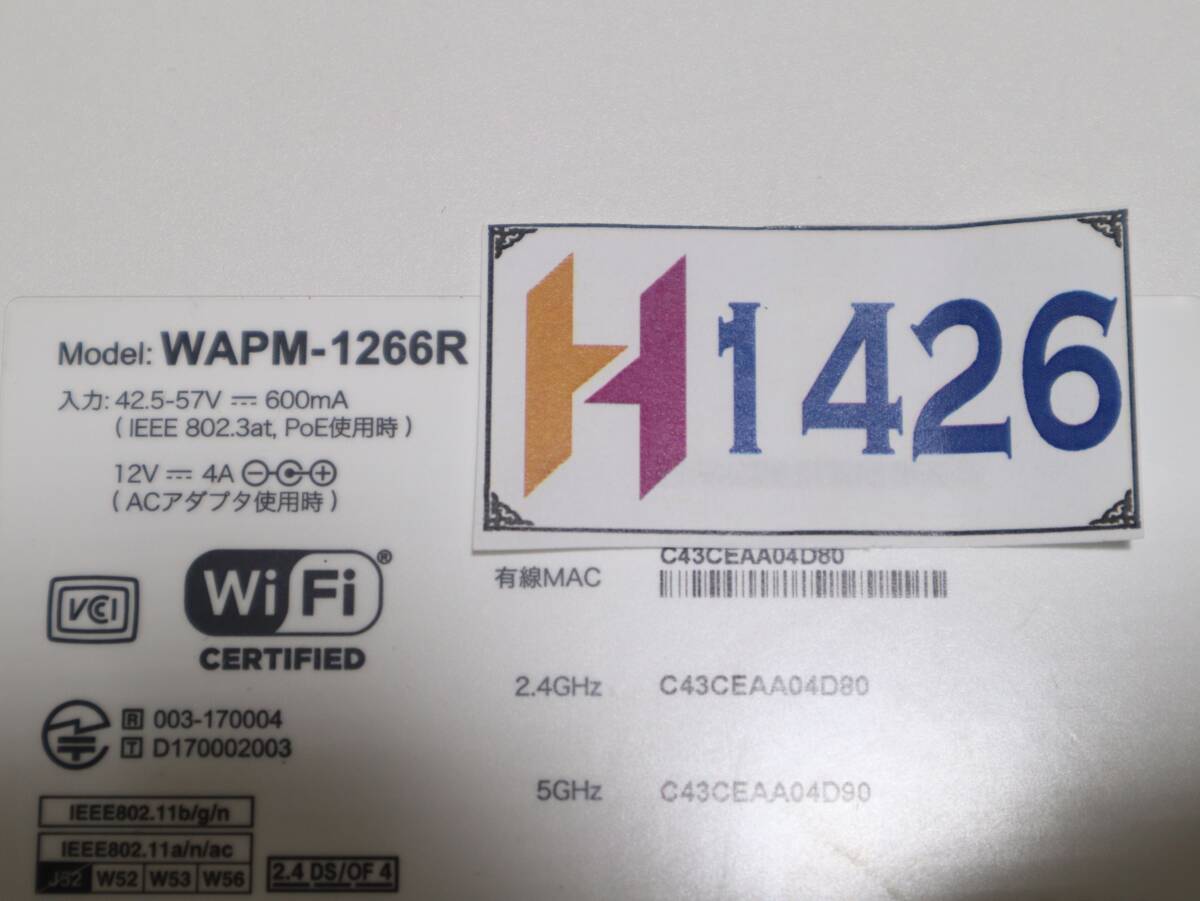 H1426
Model: WAPM-1266R
入力: 42.5-57V ⎓ 600mA
( IEEE 802.3at, PoE使用時 )
12V ⎓ 4A
( ACアダプタ使用時 )
VCCI
Wi Fi®
CERTIFIED
R 003-170004
T D170002003
IEEE802.11b/g/n
IEEE802.11a/n/ac
J52 W52 W53 W56
2.4 DS/OF 4
有線MAC C43CEAA04D80
2.4GHz C43CEAA04D80
5GHz C43CEAA04D90